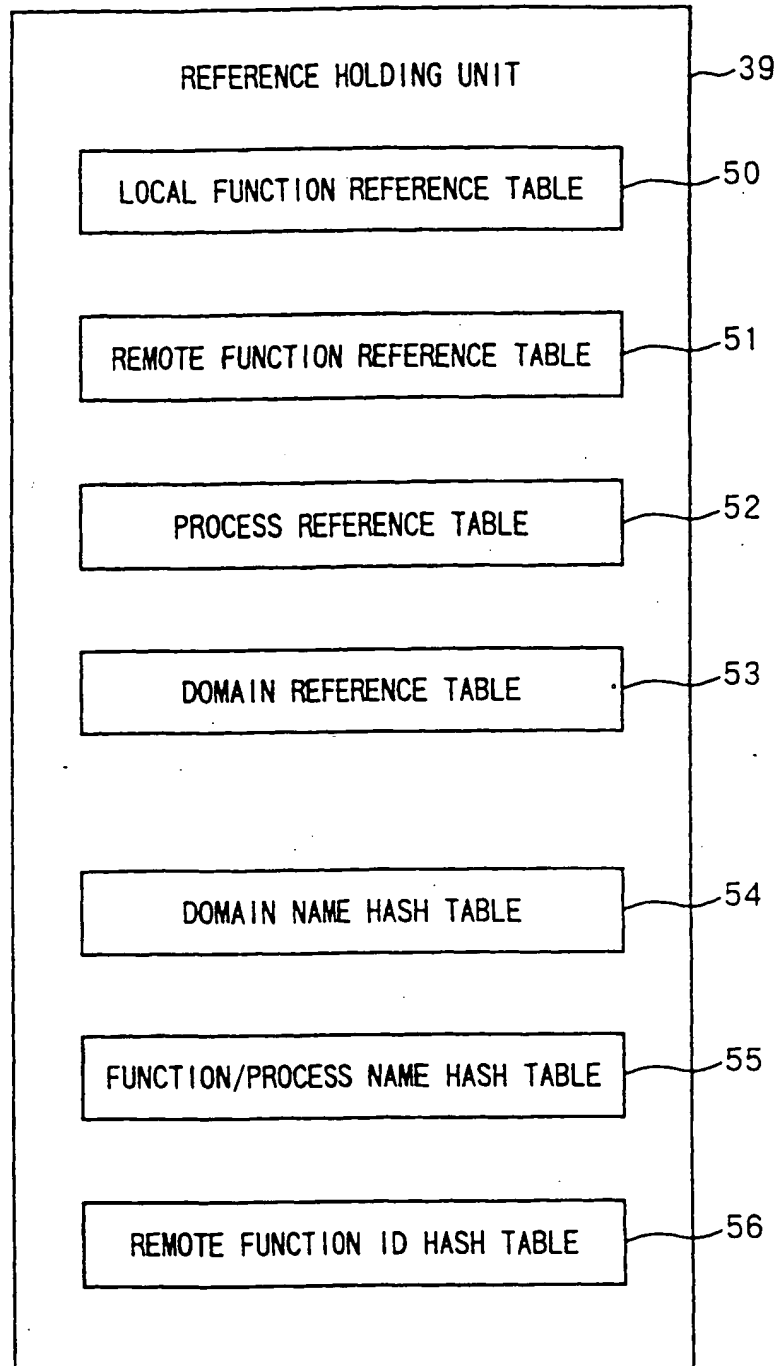 REFERENCE HOLDING UNIT
39
LOCAL FUNCTION REFERENCE TABLE
50
REMOTE FUNCTION REFERENCE TABLE
51
PROCESS REFERENCE TABLE
52
DOMAIN REFERENCE TABLE
53
DOMAIN NAME HASH TABLE
54
FUNCTION/PROCESS NAME HASH TABLE
55
REMOTE FUNCTION ID HASH TABLE
56